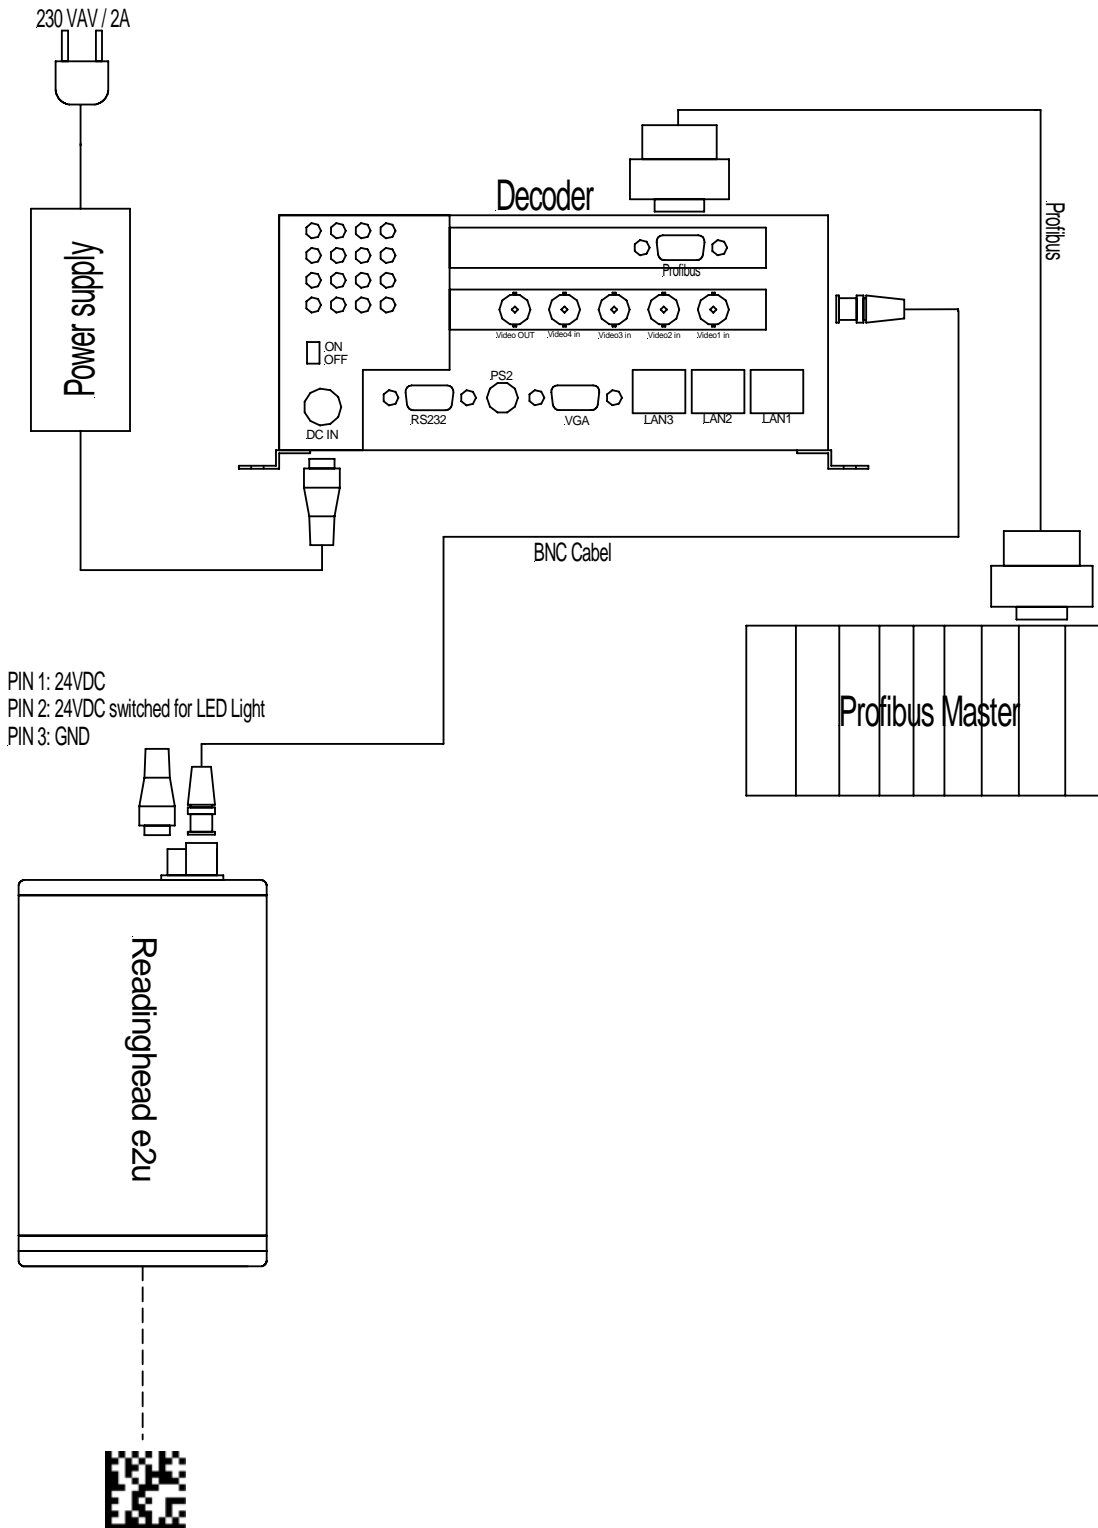 230 VAV / 2A
Decoder
Profibus
Power supply
Profibus
Video OUT
Video4 in
Video3 in
Video2 in
Video1 in
ON
OFF
PS2
DC IN
RS232
VGA
LAN3
LAN2
LAN1
BNC Cabel
PIN 1: 24VDC
PIN 2: 24VDC switched for LED Light
PIN 3: GND
Profibus Master
Readinghead e2u